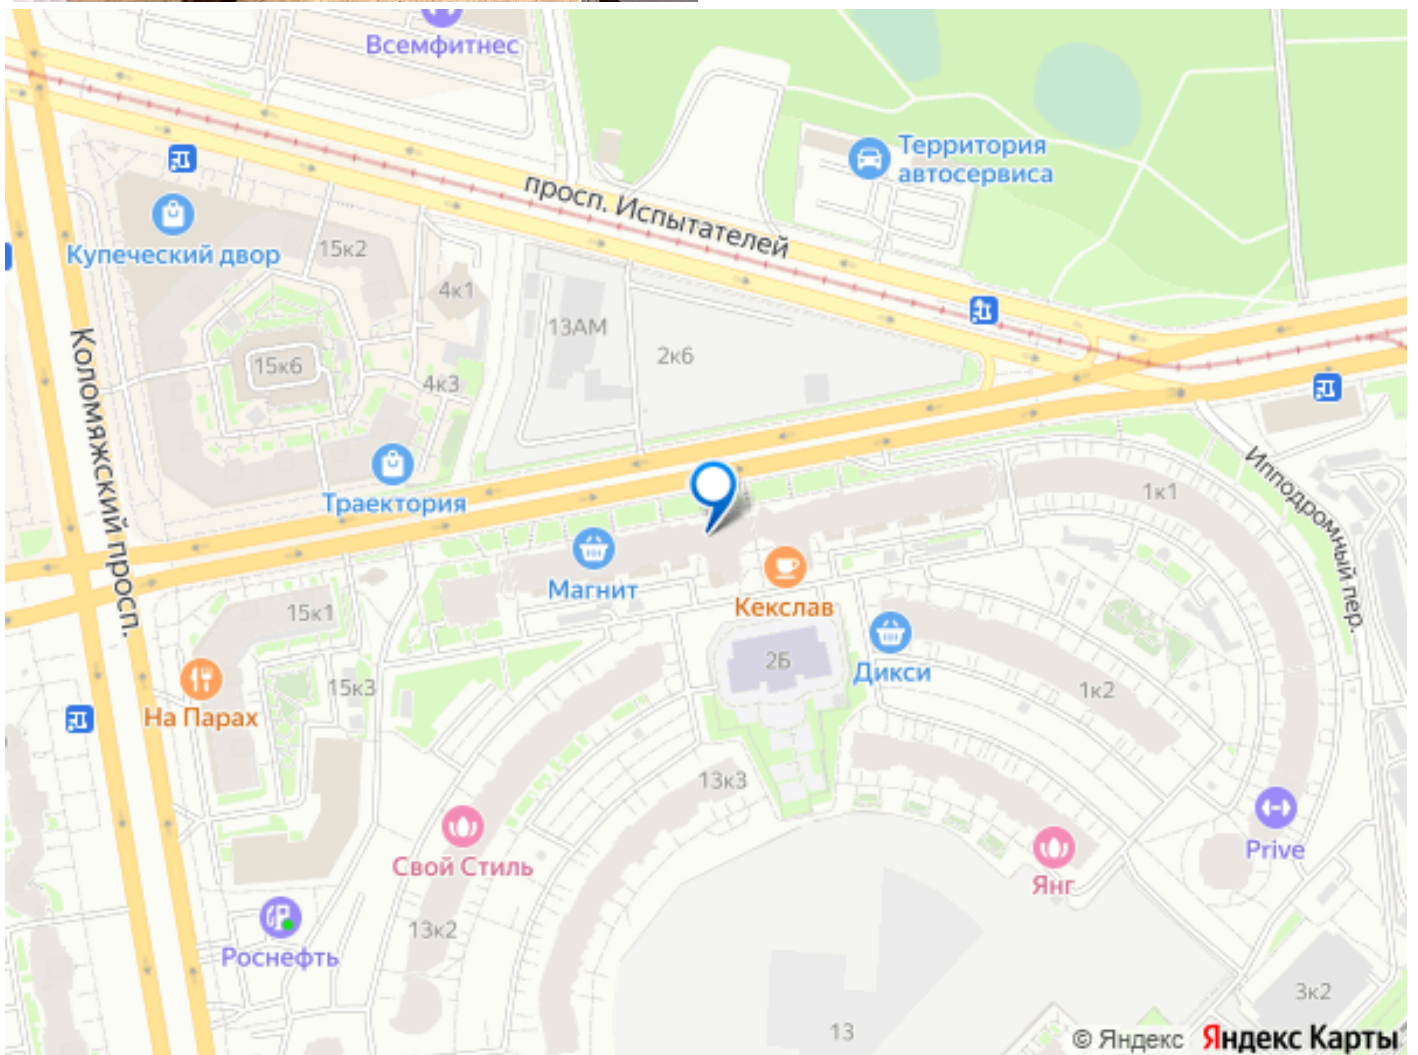 Всемфитнес
Территория
автосервиса
просп. Испытателей
Купеческий двор
15к2
4к1
13АМ
2к6
15к6
4к3
Коломяжский просп.
Траектория
Ипподромный пер.
1к1
Магнит
Кекслав
15к1
2Б
Дикси
15к3
На Парах
1к2
13к3
Свой Стиль
Янг
Prive
13к2
Роснефть
3к2
13
© Яндекс Яндекс Карты